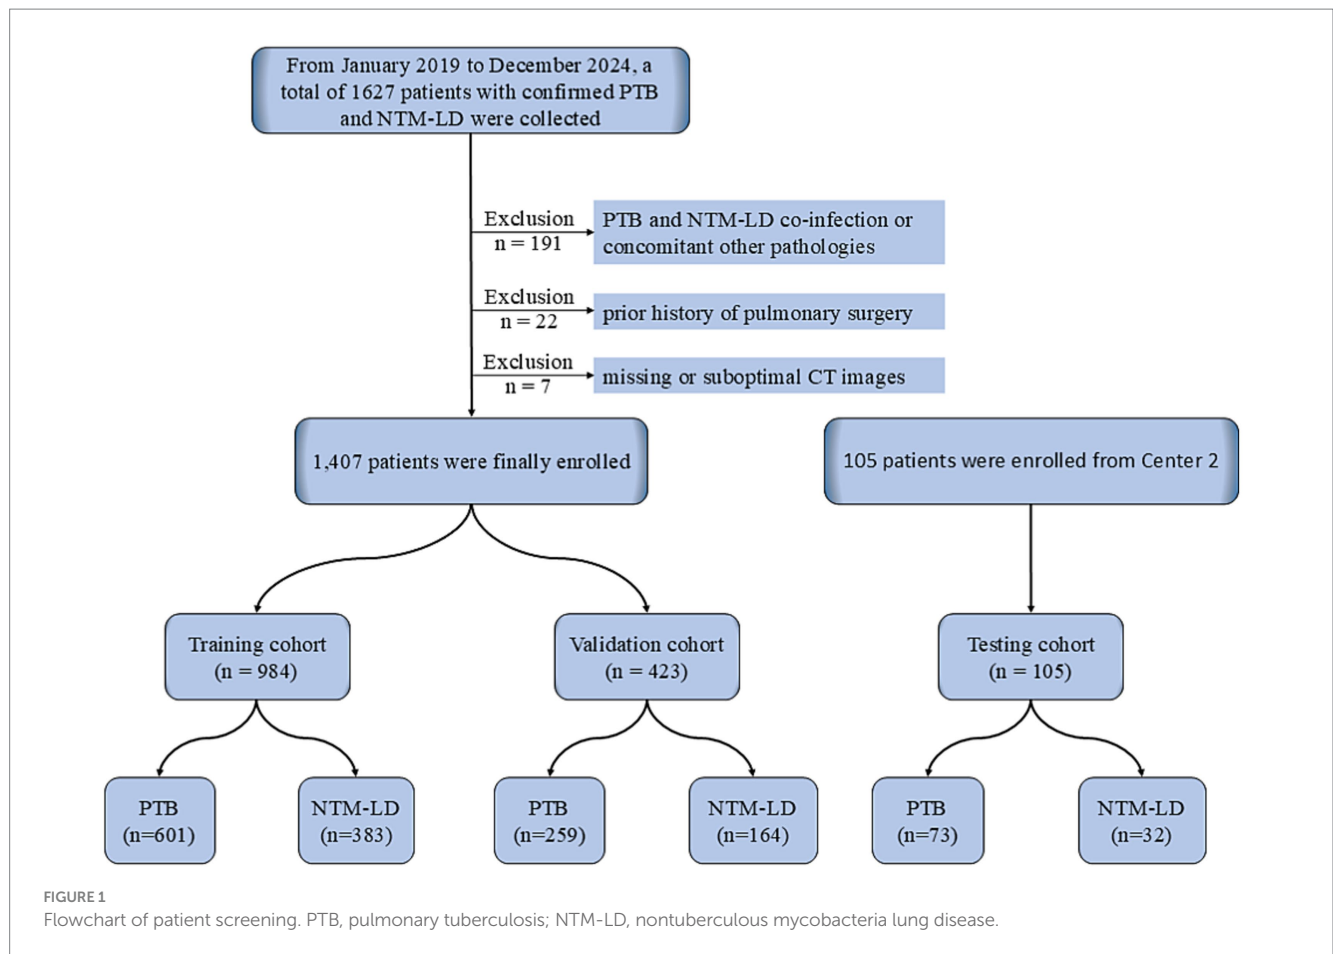 From January 2019 to December 2024, a
total of 1627 patients with confirmed PTB
and NTM-LD were collected
Exclusion
n = 191
PTB and NTM-LD co-infection or
concomitant other pathologies
Exclusion
n = 22
prior history of pulmonary surgery
Exclusion
n = 7
missing or suboptimal CT images
1,407 patients were finally enrolled
105 patients were enrolled from Center 2
Training cohort
(n = 984)
Validation cohort
(n = 423)
Testing cohort
(n = 105)
PTB
(n=601)
NTM-LD
(n=383)
PTB
(n=259)
NTM-LD
(n=164)
PTB
(n=73)
NTM-LD
(n=32)
FIGURE 1
Flowchart of patient screening. PTB, pulmonary tuberculosis; NTM-LD, nontuberculous mycobacteria lung disease.